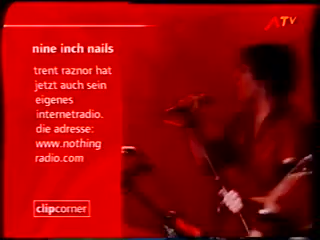 ATV
nine inch nails
trent raznor hat
jetzt auch sein
eigenes
internetradio.
die adresse:
www.nothing
radio.com
clipcorner